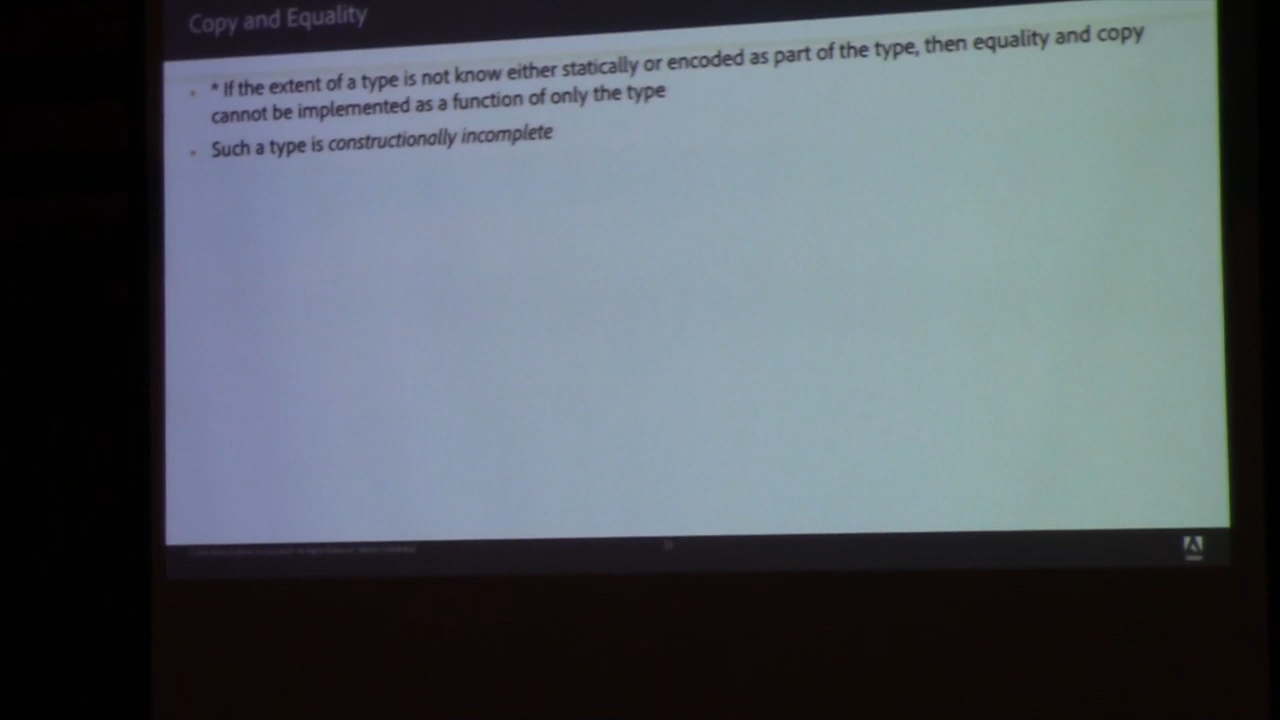 Copy and Equality
* If the extent of a type is not know either statically or encoded as part of the type, then equality and copy
cannot be implemented as a function of only the type
Such a type is constructionally incomplete